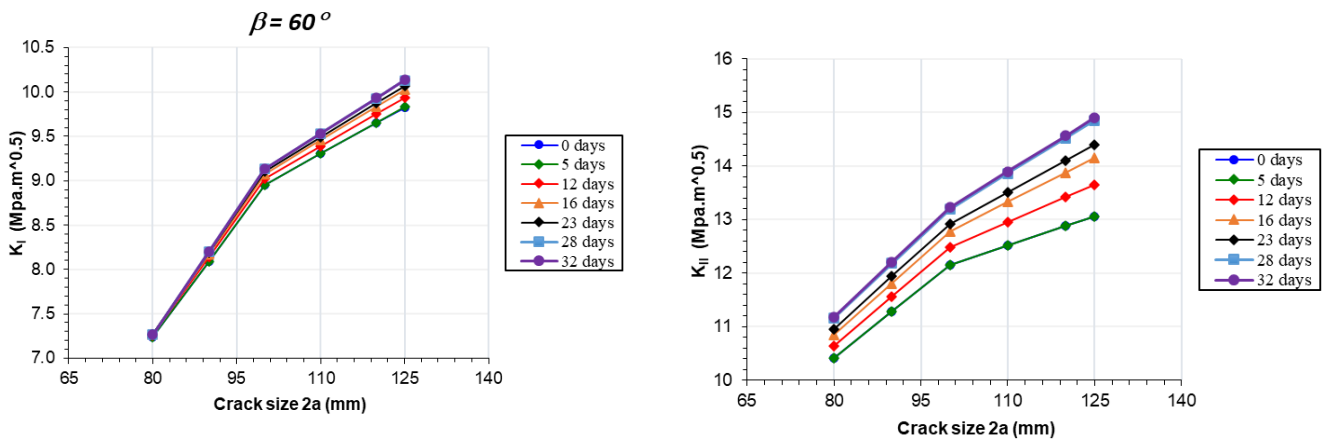 β = 60°
10.5
10.0
9.5
9.0
8.5
8.0
7.5
7.0
K_I (Mpa.m^0.5)
65 80 95 110 125 140
Crack size 2a (mm)
0 days
5 days
12 days
16 days
23 days
28 days
32 days
16
15
14
13
12
11
10
K_II (Mpa.m^0.5)
65 80 95 110 125 140
Crack size 2a (mm)
0 days
5 days
12 days
16 days
23 days
28 days
32 days